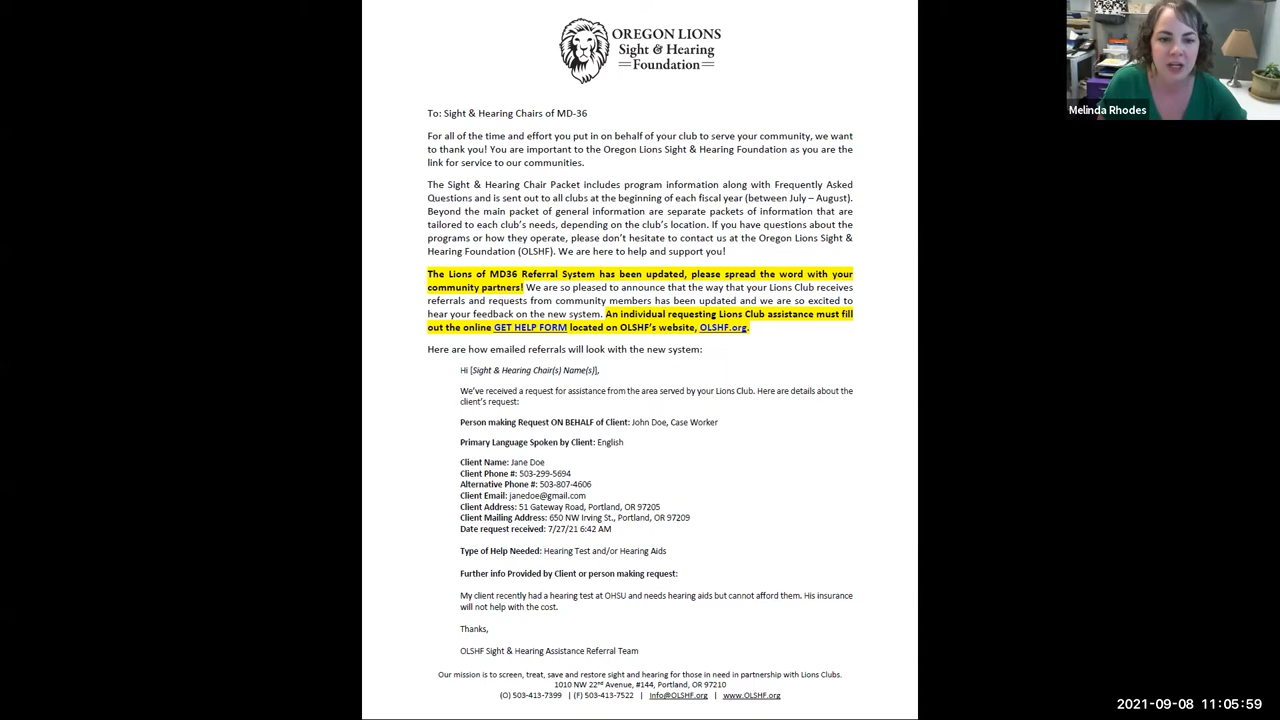 OREGON LIONS
Sight & Hearing
Foundation
Melinda Rhodes
To: Sight & Hearing Chairs of MD-36
For all of the time and effort you put in on behalf of your club to serve your community, we want
to thank you! You are important to the Oregon Lions Sight & Hearing Foundation as you are the
link for service to our communities.
The Sight & Hearing Chair Packet includes program information along with Frequently Asked
Questions and is sent out to all clubs at the beginning of each fiscal year (between July – August).
Beyond the main packet of general information are separate packets of information that are
tailored to each club's needs, depending on the club's location. If you have questions about the
programs or how they operate, please don't hesitate to contact us at the Oregon Lions Sight &
Hearing Foundation (OLSHF). We are here to help and support you!
The Lions of MD36 Referral System has been updated, please spread the word with your
community partners! We are so pleased to announce that the way that your Lions Club receives
referrals and requests from community members has been updated and we are so excited to
hear your feedback on the new system. An individual requesting Lions Club assistance must fill
out the online GET HELP FORM located on OLSHF's website, OLSHF.org.
Here are how emailed referrals will look with the new system:
Hi [Sight & Hearing Chair(s) Name(s)],
We've received a request for assistance from the area served by your Lions Club. Here are details about the
client's request:
Person making Request ON BEHALF of Client: John Doe, Case Worker
Primary Language Spoken by Client: English
Client Name: Jane Doe
Client Phone #: 503-299-5694
Alternative Phone #: 503-807-4606
Client Email: janedoe@gmail.com
Client Address: 51 Gateway Road, Portland, OR 97205
Client Mailing Address: 650 NW Irving St., Portland, OR 97209
Date request received: 7/27/21 6:42 AM
Type of Help Needed: Hearing Test and/or Hearing Aids
Further info Provided by Client or person making request:
My client recently had a hearing test at OHSU and needs hearing aids but cannot afford them. His insurance
will not help with the cost.
Thanks,
OLSHF Sight & Hearing Assistance Referral Team
Our mission is to screen, treat, save and restore sight and hearing for those in need in partnership with Lions Clubs.
1010 NW 22nd Avenue, #144, Portland, OR 97210
(O) 503-413-7399 | (F) 503-413-7522 | Info@OLSHF.org | www.OLSHF.org
2021-09-08 11:05:59